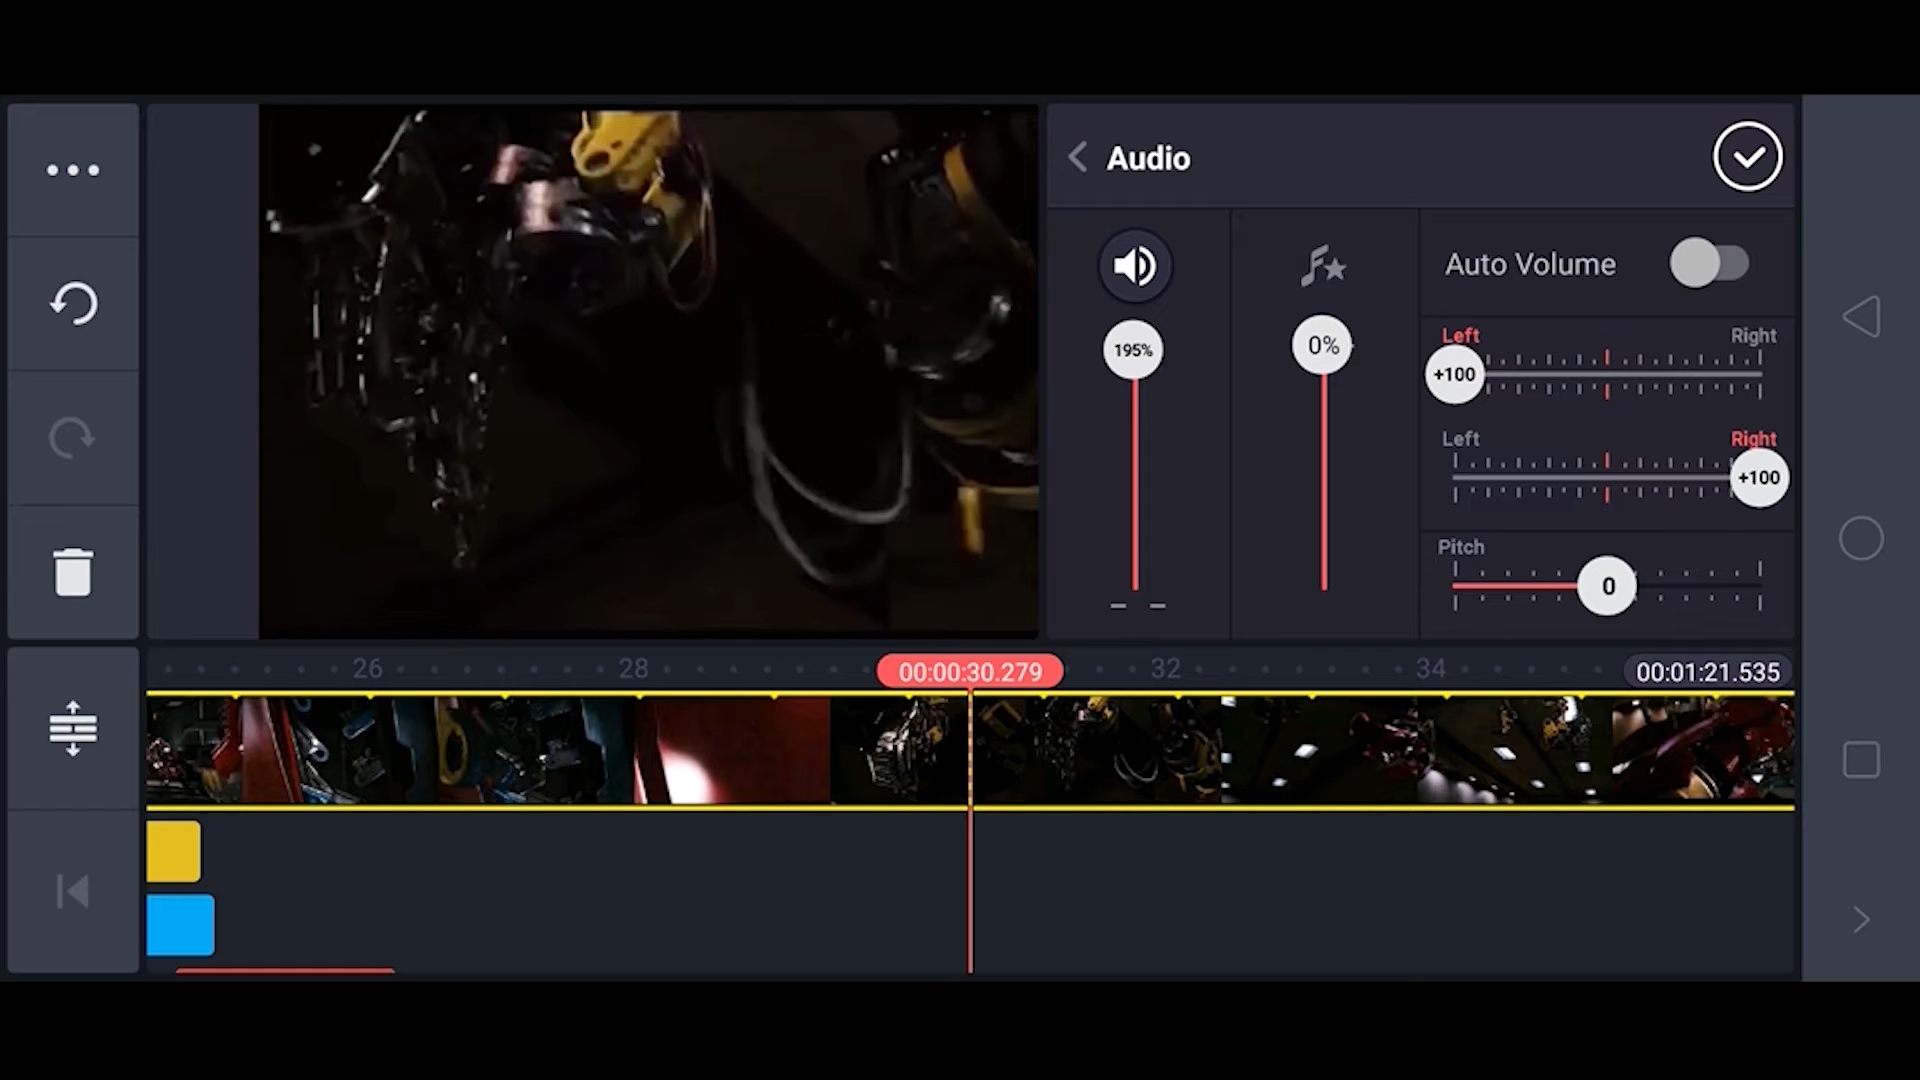 Audio
Auto Volume
195%
0%
Left Right
+100
Left Right
+100
Pitch
0
26 28 00:00:30.279 32 34 00:01:21.535